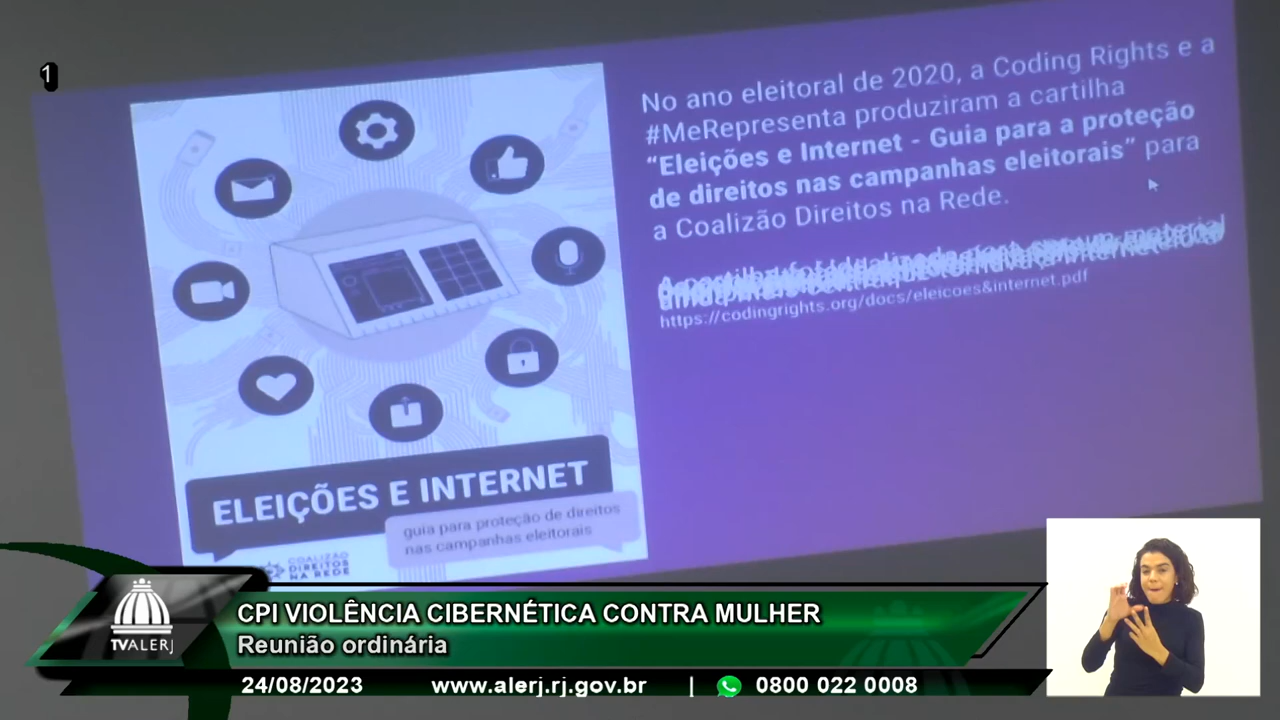 1
No ano eleitoral de 2020, a Coding Rights e a
#MeRepresenta produziram a cartilha
“Eleições e Internet - Guia para a proteção
de direitos nas campanhas eleitorais” para
a Coalizão Direitos na Rede.
https://codingrights.org/docs/eleicoes&internet.pdf
ELEIÇÕES E INTERNET
guia para proteção de direitos
nas campanhas eleitorais
COALIZÃO
DIREITOS
NA REDE
TVALERJ
CPI VIOLÊNCIA CIBERNÉTICA CONTRA MULHER
Reunião ordinária
24/08/2023 www.alerj.rj.gov.br | 0800 022 0008